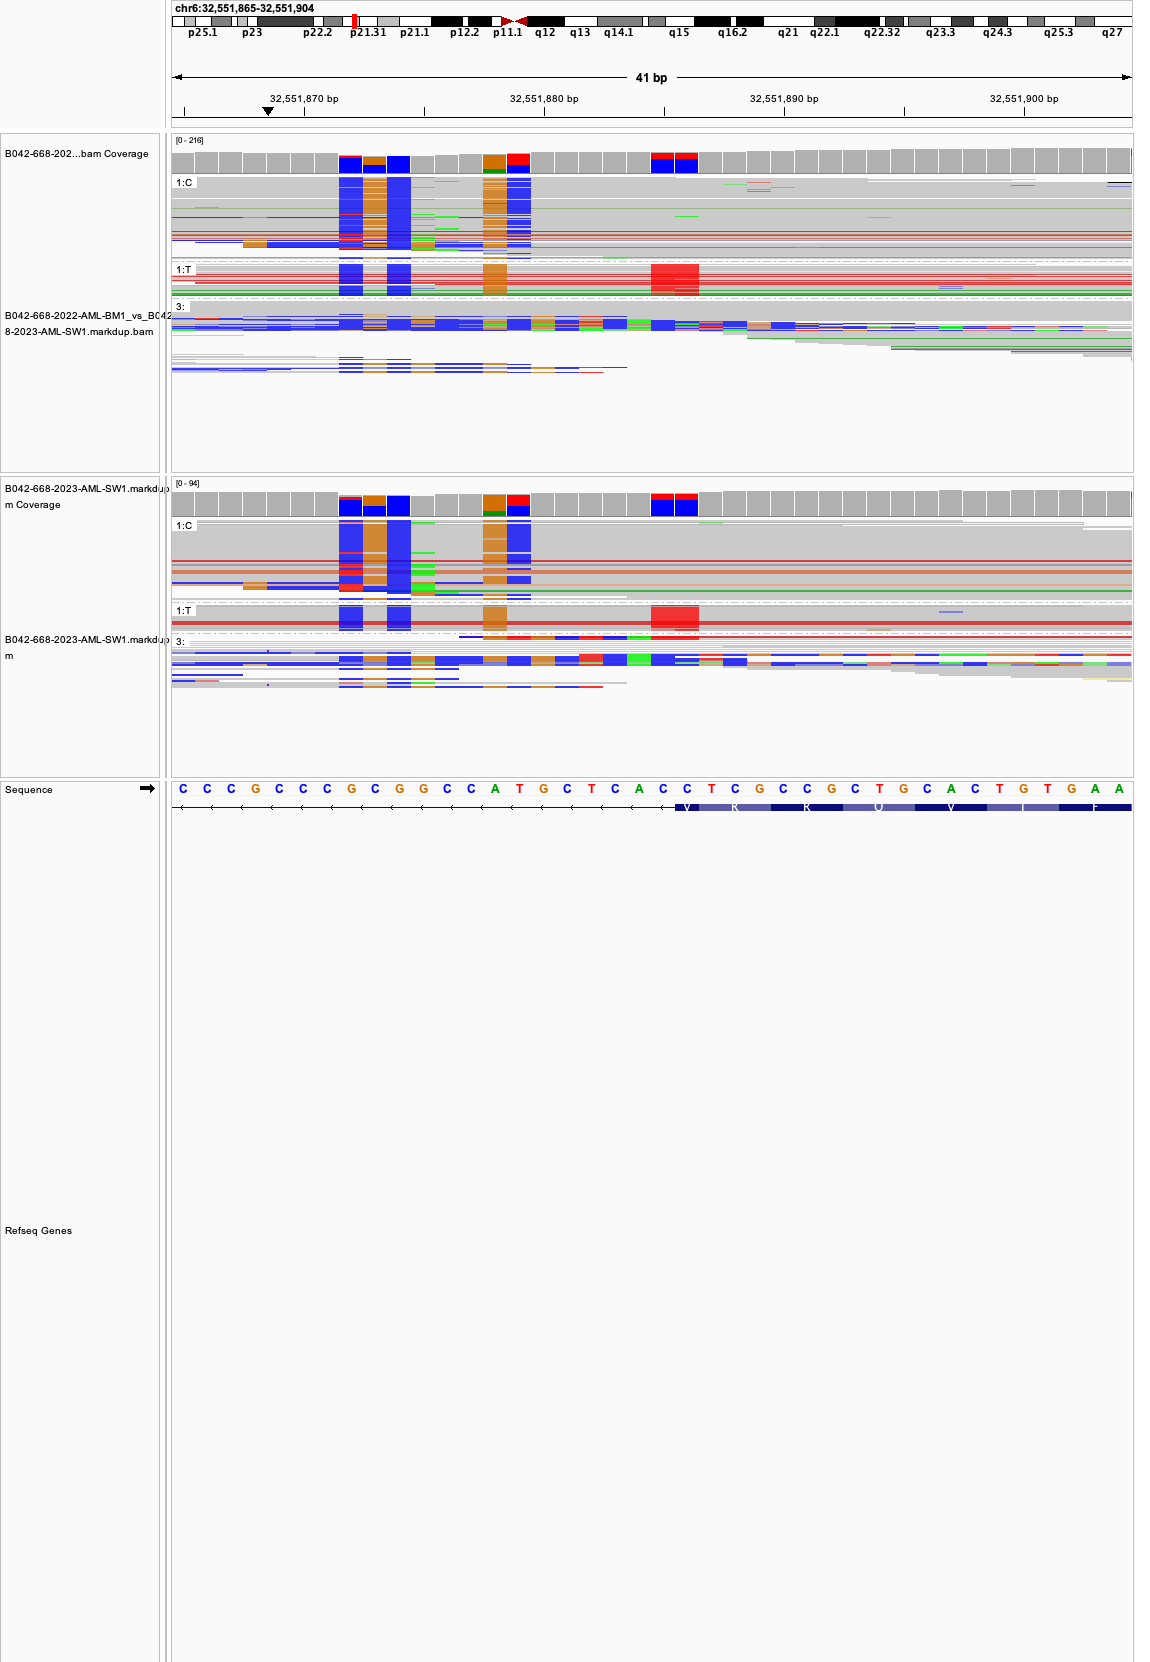 chr6:32,551,865-32,551,904
p25.1 p23 p22.2 p21.31 p21.1 p12.2 p11.1 q12 q13 q14.1 q15 q16.2 q21 q22.1 q22.32 q23.3 q24.3 q25.3 q27
41 bp
32,551,870 bp 32,551,880 bp 32,551,890 bp 32,551,900 bp
[0 - 216]
B042-668-202...bam Coverage
1:C
1:T
3:
B042-668-2022-AML-BM1_vs_B042
8-2023-AML-SW1.markdup.bam
[0 - 94]
B042-668-2023-AML-SW1.markdup
m Coverage
1:C
1:T
3:
B042-668-2023-AML-SW1.markdup
m
Sequence C C C G C C C G C G G C C A T G C T C A C C T C G C C G C T G C A C T G T G A A
V R R Q V T F
Refseq Genes